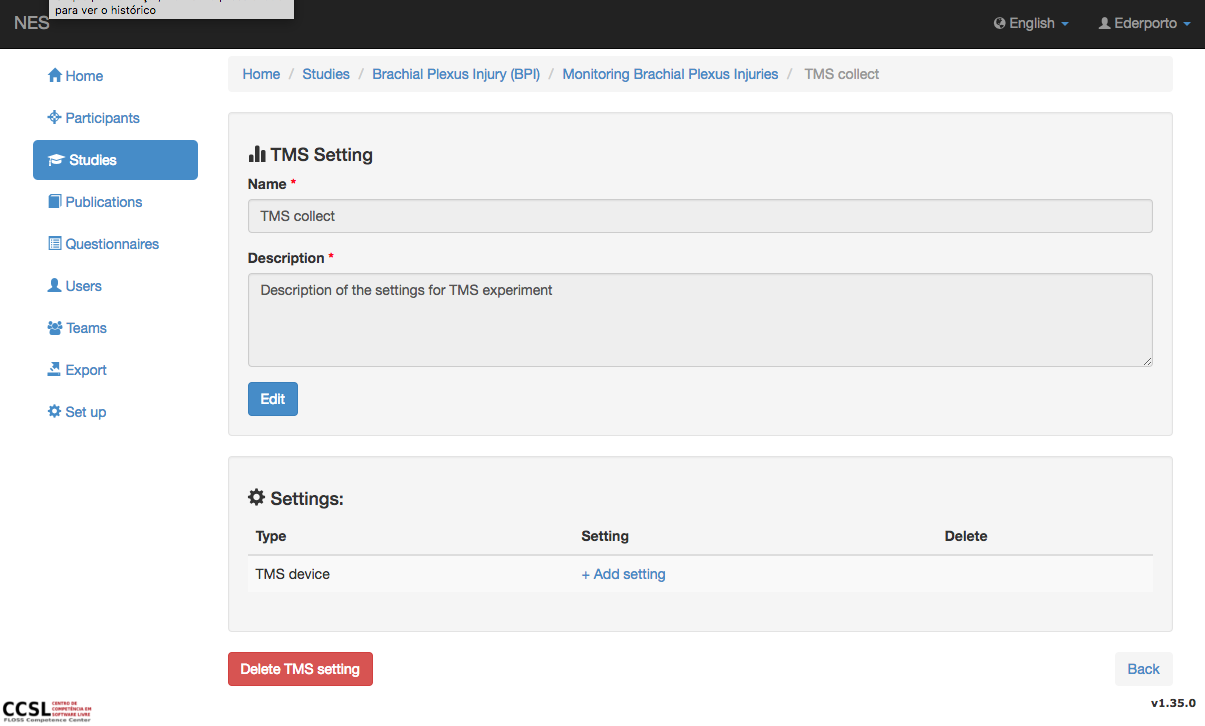 para ver o histórico
NES
English
Ederporto
Home
Participants
Studies
Publications
Questionnaires
Users
Teams
Export
Set up
Home / Studies / Brachial Plexus Injury (BPI) / Monitoring Brachial Plexus Injuries / TMS collect
TMS Setting
Name *
TMS collect
Description *
Description of the settings for TMS experiment
Edit
Settings:
Type Setting Delete
TMS device + Add setting
Delete TMS setting
Back
v1.35.0
CCSL
CENTRO DE
COMPETÊNCIA EM
SOFTWARE LIVRE
FLOSS Competence Center